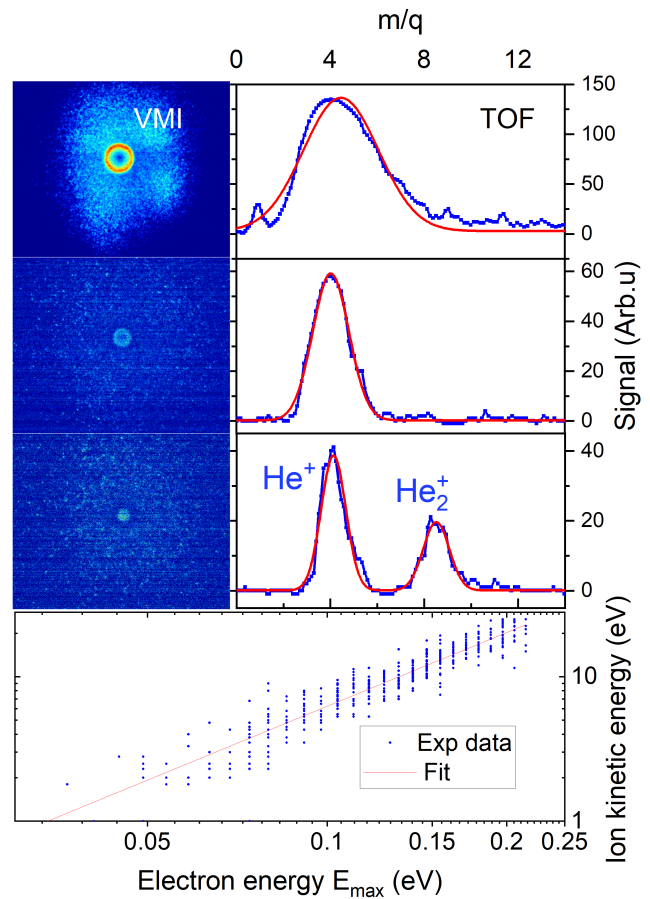 m/q
0 4 8 12
VMI
TOF
150
100
50
0
60
40
20
0
Signal (Arb.u)
He⁺
He₂⁺
40
20
0
10
1
Ion kinetic energy (eV)
Exp data
Fit
0.05 0.1 0.15 0.2 0.25
Electron energy Eₘₐₓ (eV)